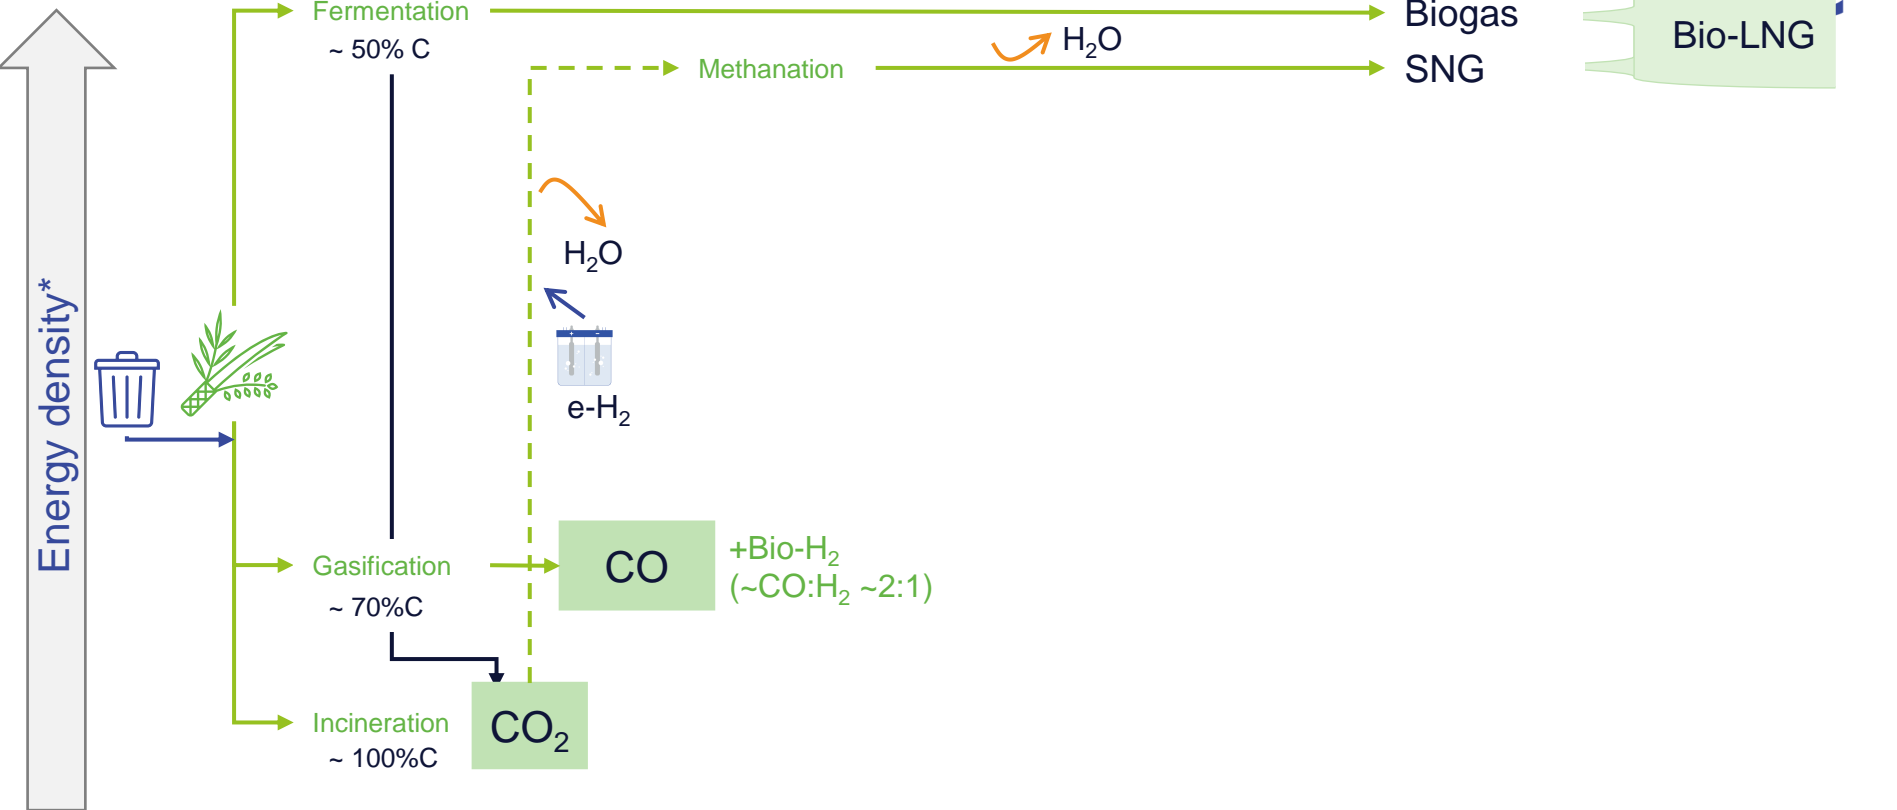 Fermentation
~ 50% C
Biogas
H₂O
Bio-LNG
Methanation
SNG
H₂O
Energy density*
e-H₂
Gasification
~ 70%C
CO
+Bio-H₂
(~CO:H₂ ~2:1)
Incineration
~ 100%C
CO₂